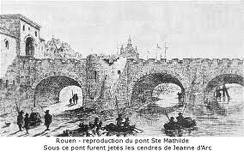 Rouen - reproduction du pont Ste Mathilde
Sous ce pont furent jetés les cendres de Jeanne d'Arc